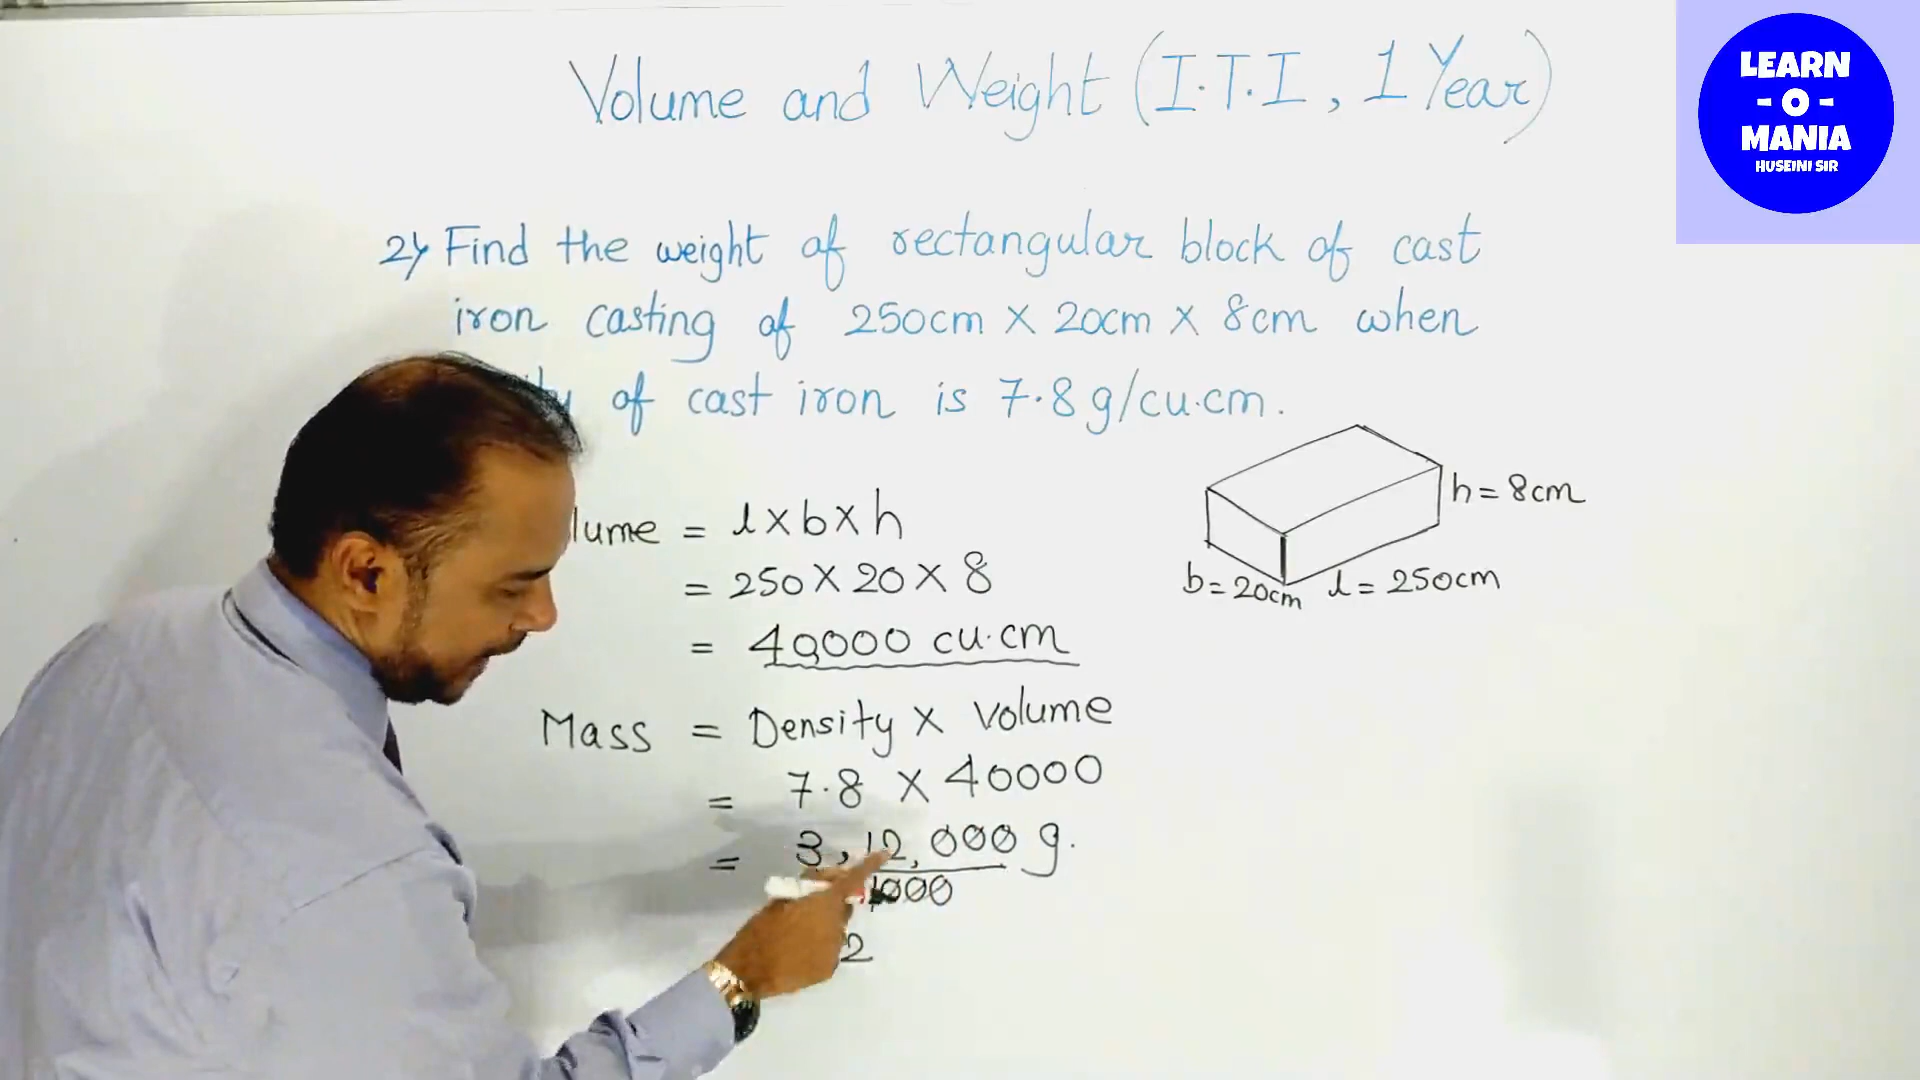 Volume and Weight (I.T.I, 1 Year)
LEARN
- O -
MANIA
HUSEINI SIR
2) Find the weight of rectangular block of cast
iron casting of 250cm X 20cm X 8cm when
of cast iron is 7.8g/cu.cm.
h = 8cm
b = 20cm l = 250cm
lume = l X b X h
= 250 X 20 X 8
= 40000 cu.cm
Mass = Density X Volume
= 7.8 X 40000
= 3,12,000 g.
1000
2